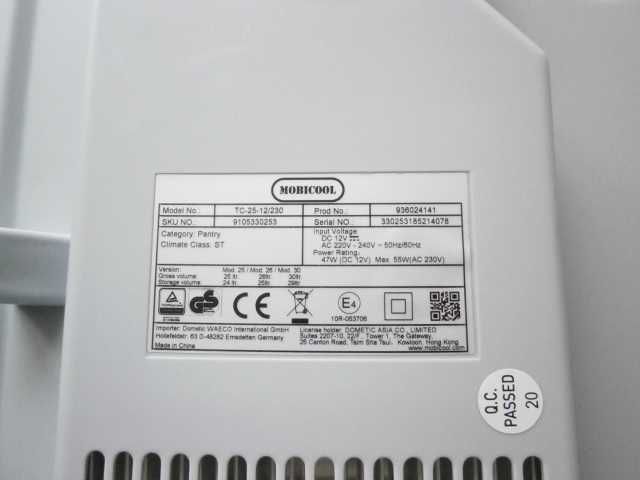 MOBICOOL
Model No.: TC-25-12/230 Prod No.: 936024141
SKU NO.: 9105330253 Serial NO.: 330253185214078
Category: Pantry
Climate Class: ST
Input Voltage:
DC 12V
AC 220V - 240V ~ 50Hz/60Hz
Power Rating:
47W (DC 12V) Max 55W(AC 230V)
Version: Mod. 25 / Mod. 26 / Mod. 30
Gross volume: 25 ltr. 26ltr. 30ltr.
Storage volume: 24 ltr. 25ltr. 29ltr.
GS CE E4
10R-053706
Importer: Dometic WAECO International GmbH
Hollefeldstr. 63 D-48282 Emsdetten Germany
Made in China
License holder: DOMETIC ASIA CO., LIMITED
Suites 2207-10, 22/F., Tower 1, The Gateway,
25 Canton Road, Tsim Sha Tsui, Kowloon, Hong Kong
www.mobicool.com
Q.C.
PASSED
20